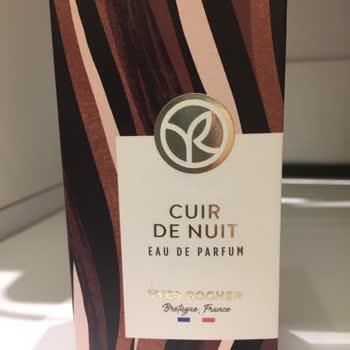 CUIR
DE NUIT
EAU DE PARFUM
YVES ROCHER
Bretagne, France